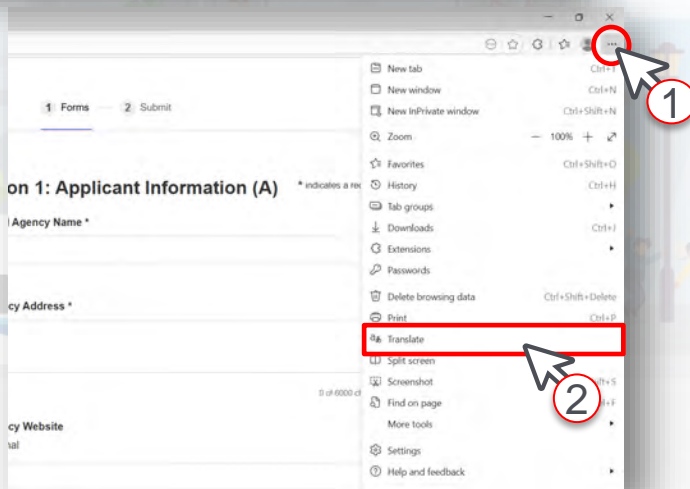 New tab Ctrl+T
New window Ctrl+N
New InPrivate window Ctrl+Shift+N
Zoom − 100% +
Favorites Ctrl+Shift+O
History Ctrl+H
Tab groups
Downloads Ctrl+J
Extensions
Passwords
Delete browsing data Ctrl+Shift+Delete
Print Ctrl+P
Translate
Split screen
Screenshot
Find on page
More tools
Settings
Help and feedback
1
2
1 Forms 2 Submit
on 1: Applicant Information (A) * indicates a
Agency Name *
cy Address *
0 of 6000
cy Website